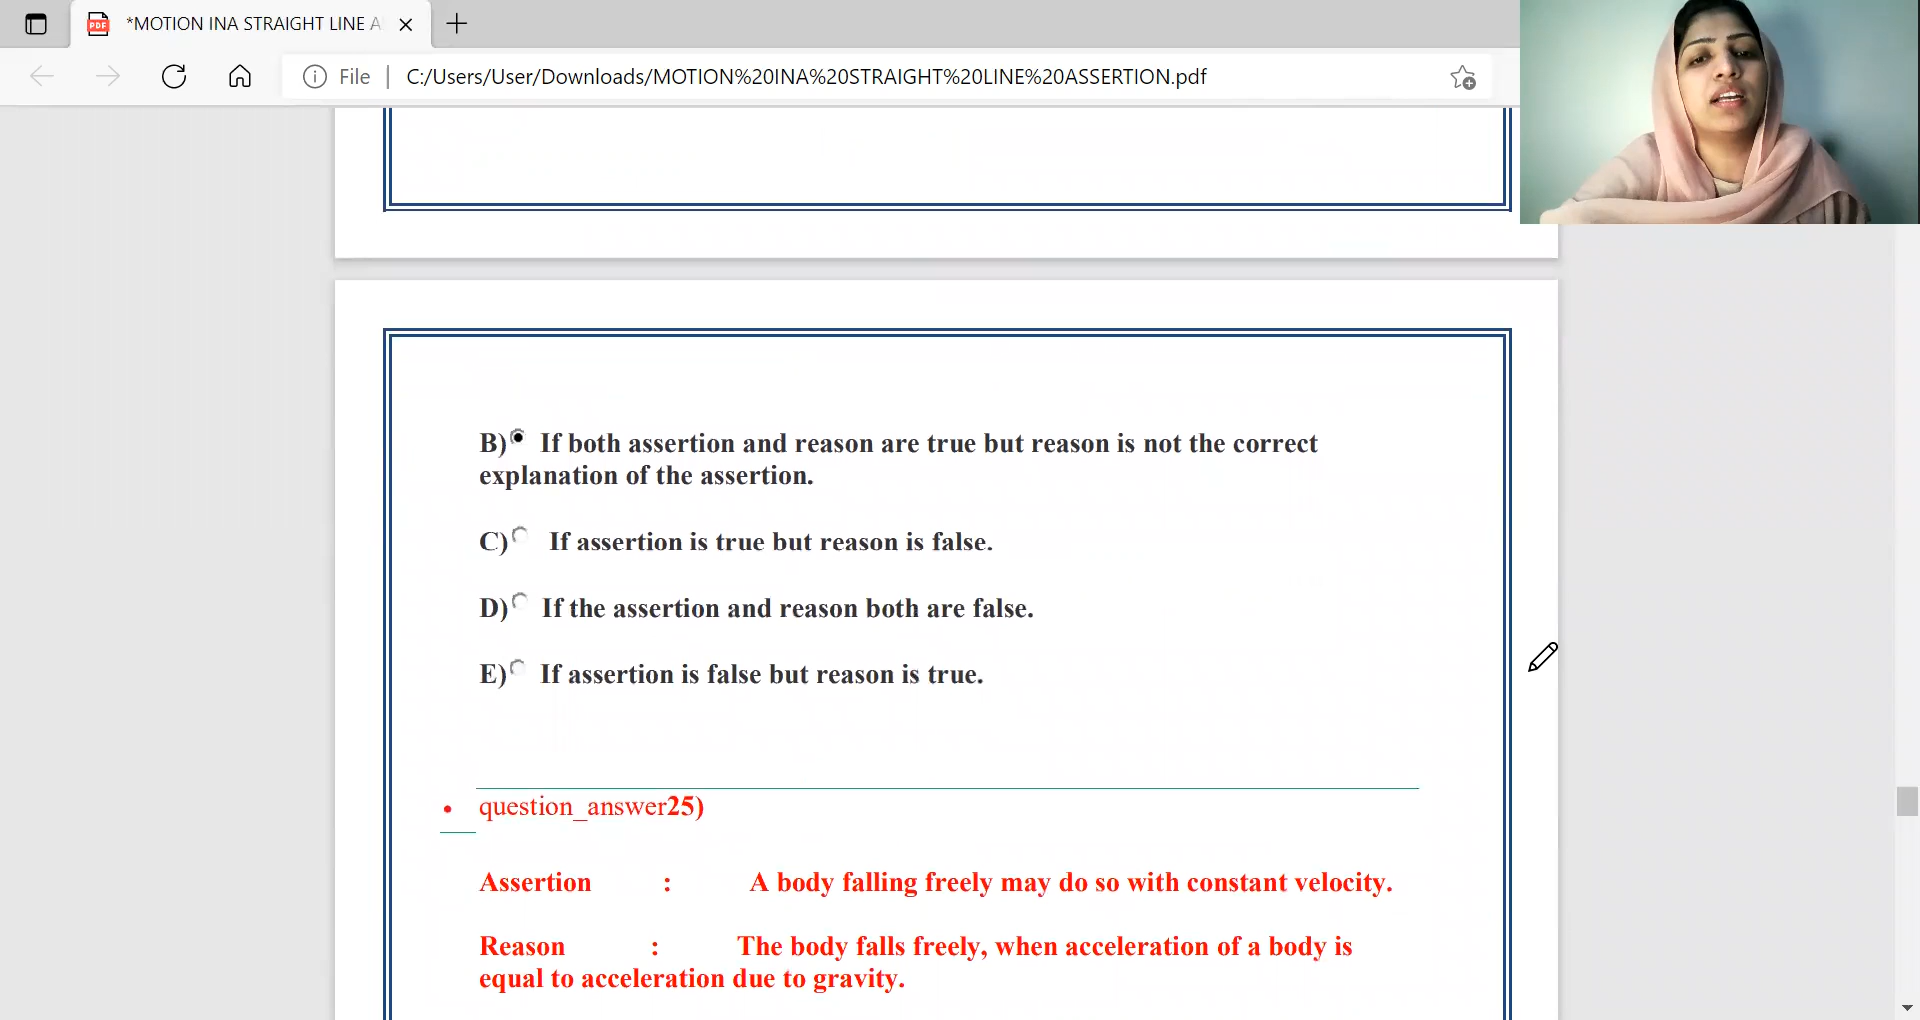 *MOTION INA STRAIGHT LINE A
File
C:/Users/User/Downloads/MOTION%20INA%20STRAIGHT%20LINE%20ASSERTION.pdf
B) If both assertion and reason are true but reason is not the correct
explanation of the assertion.
C) If assertion is true but reason is false.
D) If the assertion and reason both are false.
E) If assertion is false but reason is true.
• question_answer25)
Assertion : A body falling freely may do so with constant velocity.
Reason : The body falls freely, when acceleration of a body is
equal to acceleration due to gravity.